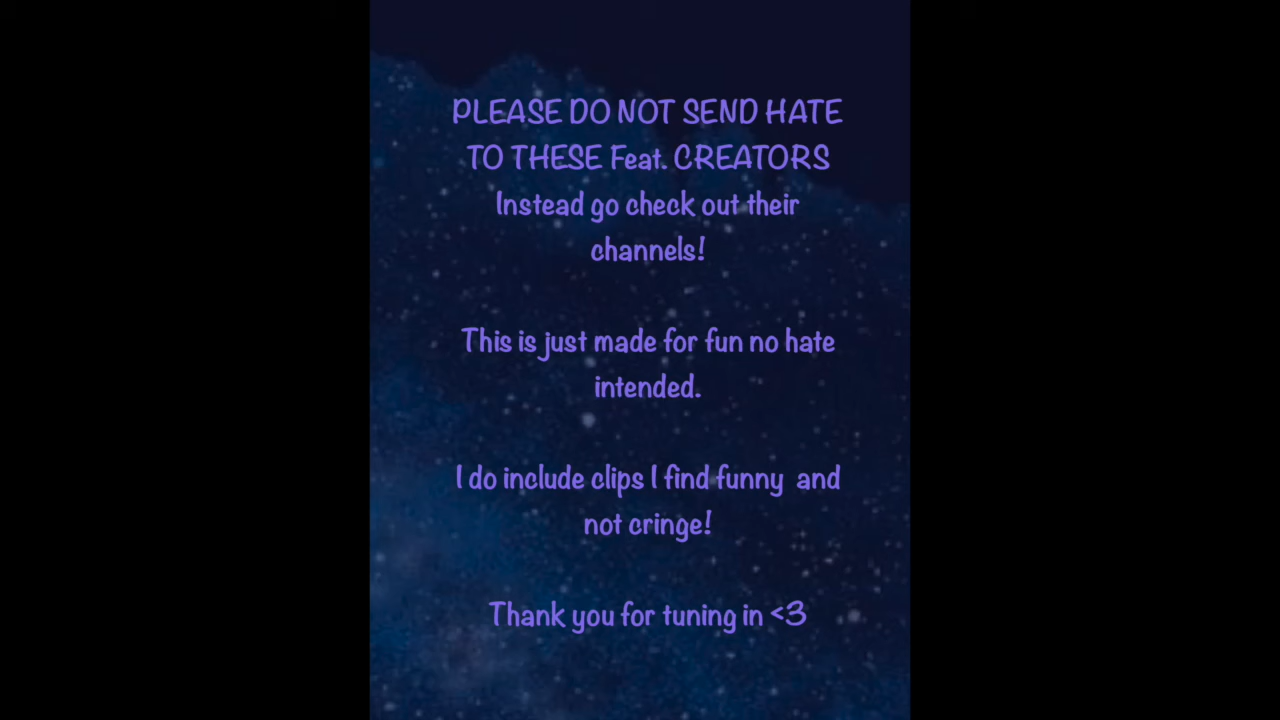 PLEASE DO NOT SEND HATE
TO THESE Feat. CREATORS
Instead go check out their
channels!
This is just made for fun no hate
intended.
I do include clips I find funny  and
not cringe!
Thank you for tuning in <3